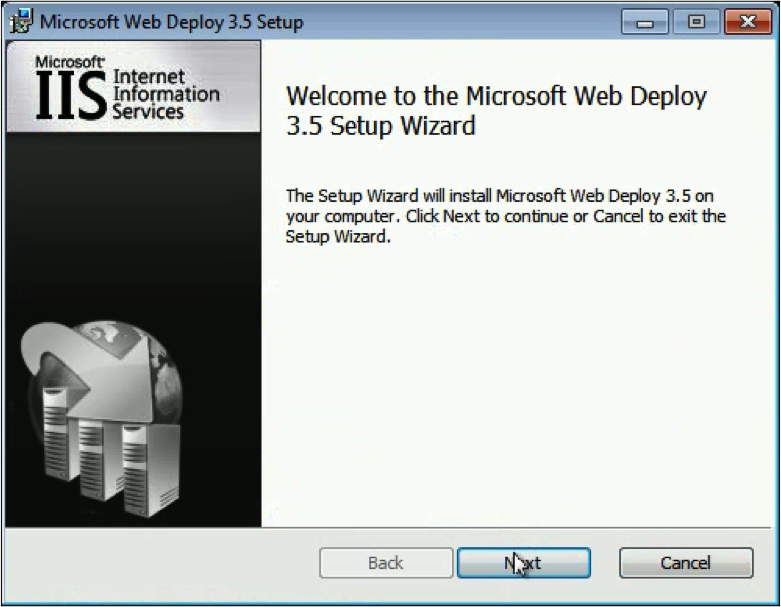 Microsoft Web Deploy 3.5 Setup
Microsoft
IIS
Internet
Information
Services
Welcome to the Microsoft Web Deploy
3.5 Setup Wizard
The Setup Wizard will install Microsoft Web Deploy 3.5 on
your computer. Click Next to continue or Cancel to exit the
Setup Wizard.
Back
Next
Cancel